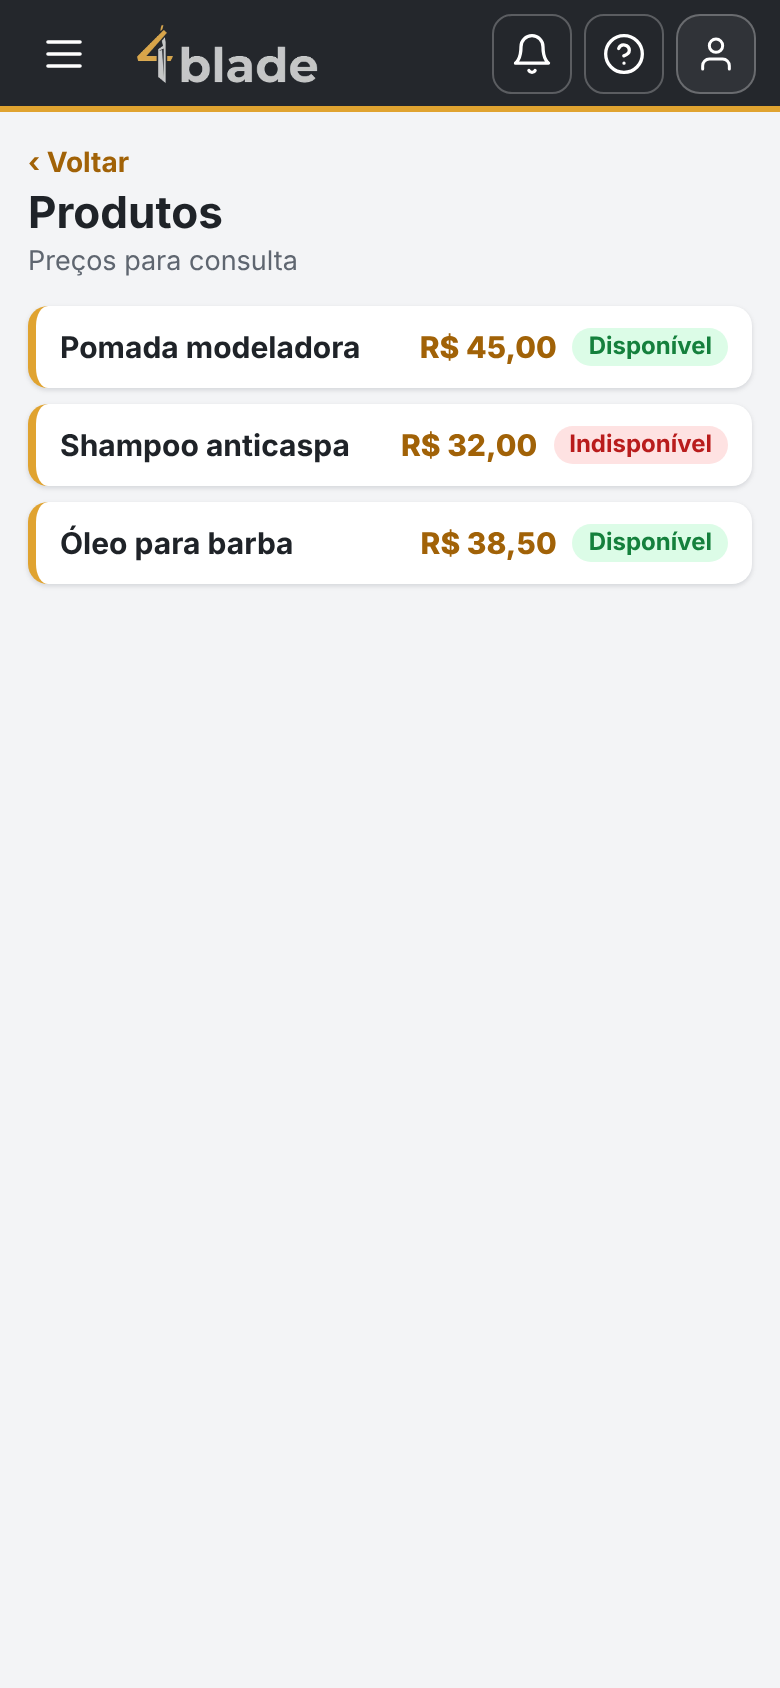 4blade
‹ Voltar
Produtos
Preços para consulta
Pomada modeladora R$ 45,00 Disponível
Shampoo anticaspa R$ 32,00 Indisponível
Óleo para barba R$ 38,50 Disponível